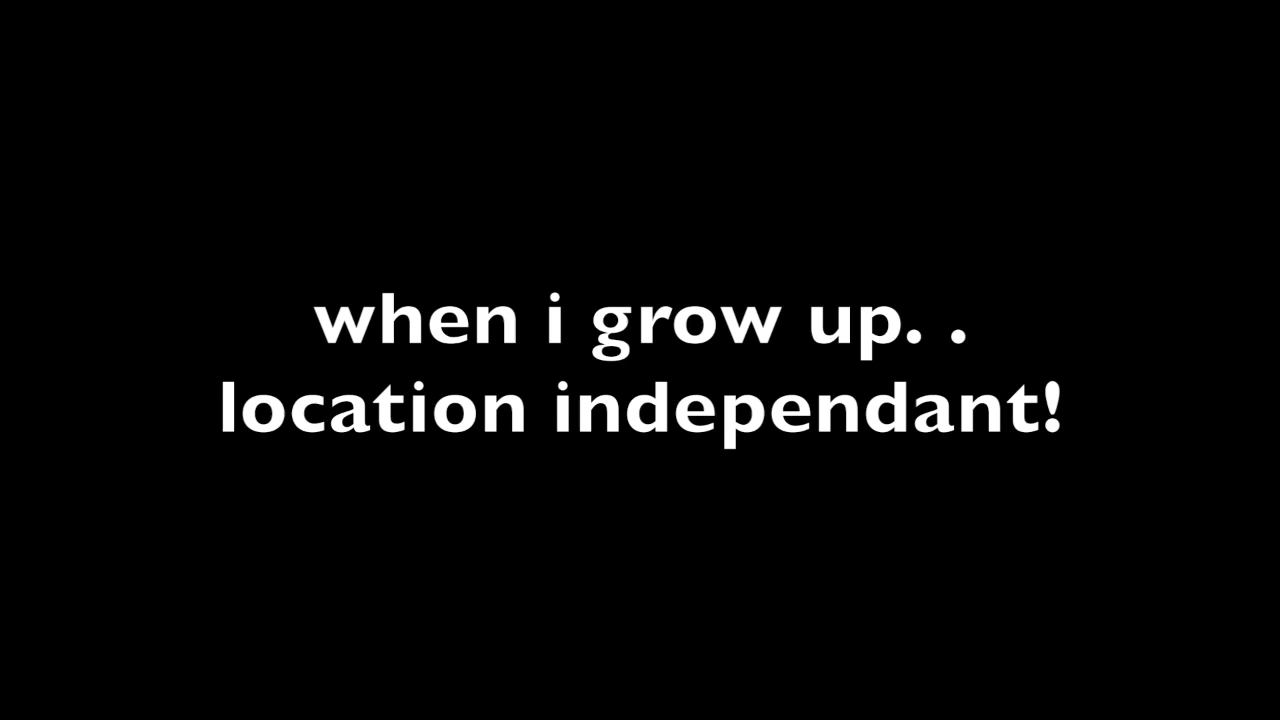 when i grow up. .
location independant!